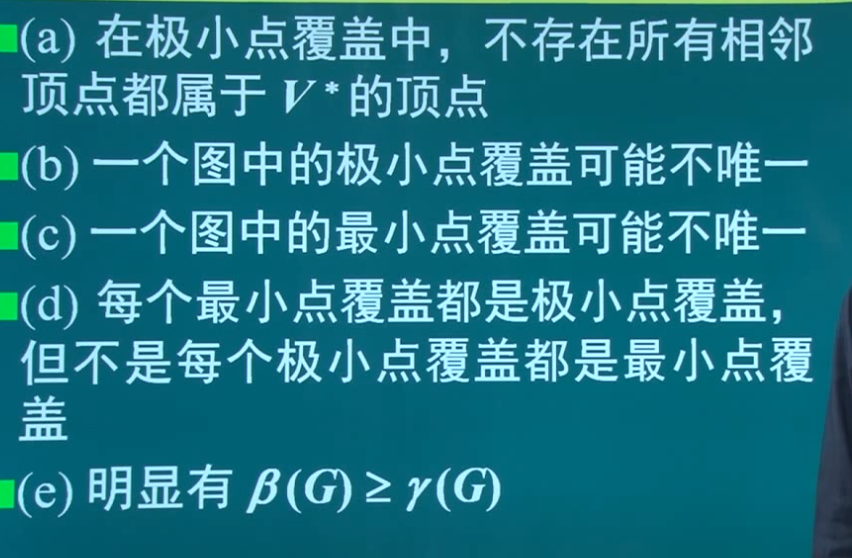 (a) 在极小点覆盖中，不存在所有相邻
顶点都属于 V* 的顶点
(b) 一个图中的极小点覆盖可能不唯一
(c) 一个图中的最小点覆盖可能不唯一
(d) 每个最小点覆盖都是极小点覆盖，
但不是每个极小点覆盖都是最小点覆
盖
(e) 明显有 β(G) ≥ γ(G)